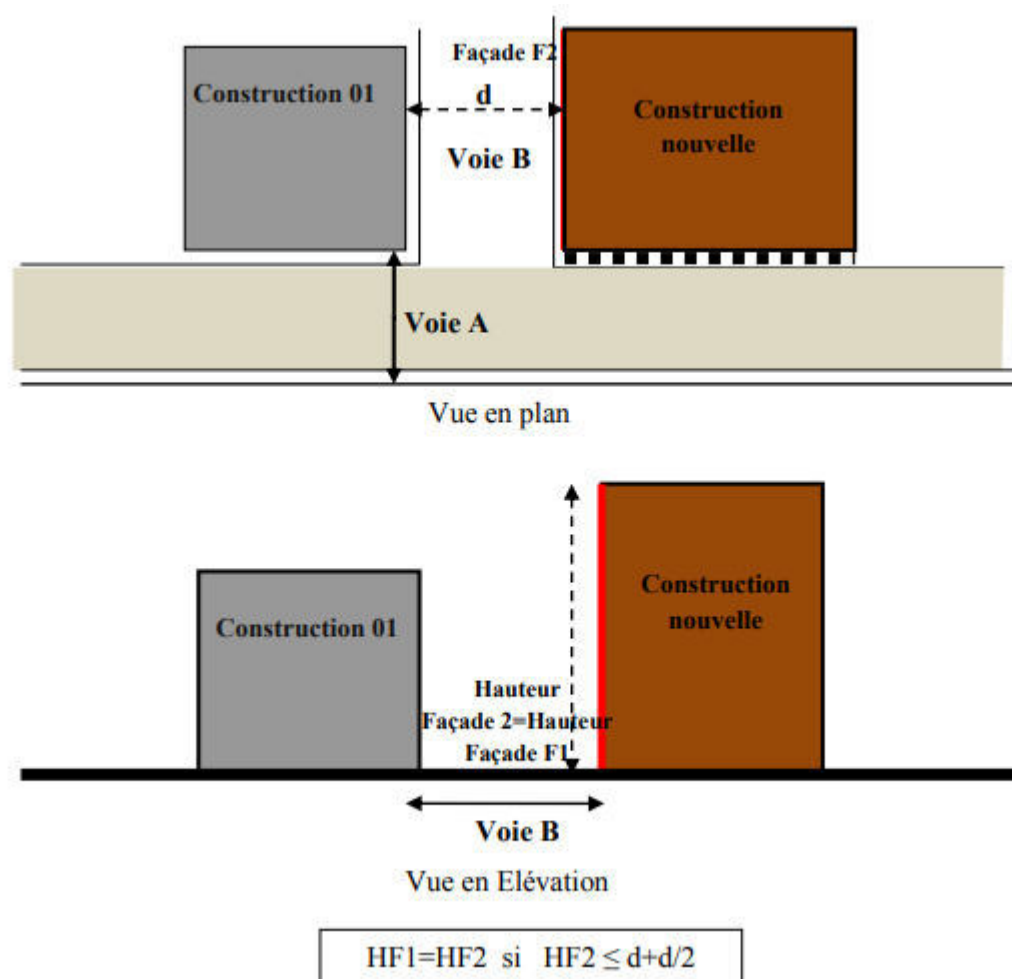 Façade F2
Construction 01
d
Construction
nouvelle
Voie B
Voie A
Vue en plan
Construction
nouvelle
Construction 01
Hauteur
Façade 2=Hauteur
Façade F1
Voie B
Vue en Elévation
HF1=HF2 si HF2 ≤ d+d/2